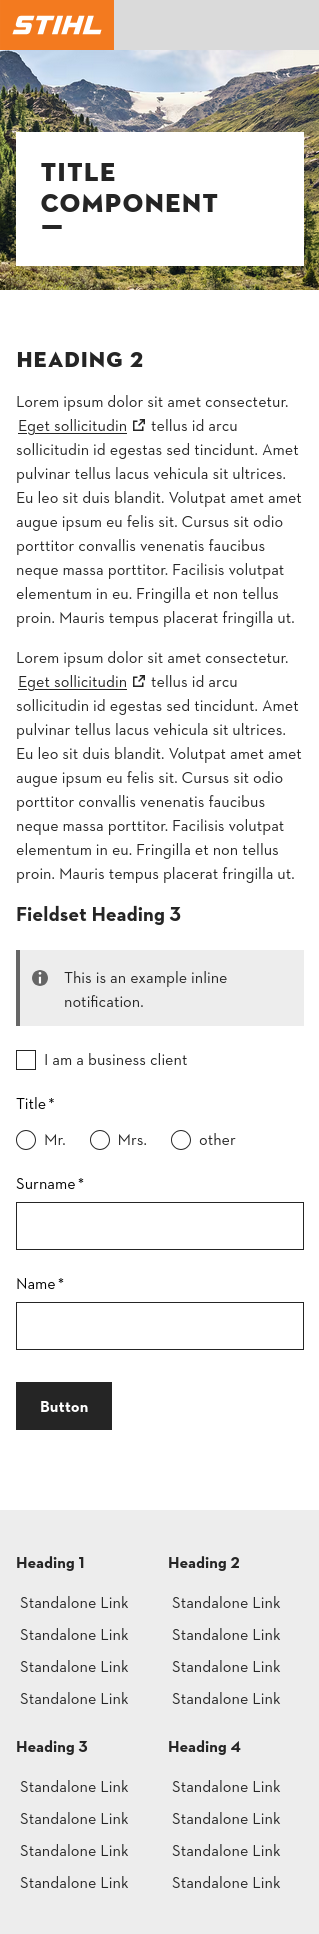 STIHL
TITLE
COMPONENT
HEADING 2
Lorem ipsum dolor sit amet consectetur.
Eget sollicitudin tellus id arcu
sollicitudin id egestas sed tincidunt. Amet
pulvinar tellus lacus vehicula sit ultrices.
Eu leo sit duis blandit. Volutpat amet amet
augue ipsum eu felis sit. Cursus sit odio
porttitor convallis venenatis faucibus
neque massa porttitor. Facilisis volutpat
elementum in eu. Fringilla et non tellus
proin. Mauris tempus placerat fringilla ut.
Lorem ipsum dolor sit amet consectetur.
Eget sollicitudin tellus id arcu
sollicitudin id egestas sed tincidunt. Amet
pulvinar tellus lacus vehicula sit ultrices.
Eu leo sit duis blandit. Volutpat amet amet
augue ipsum eu felis sit. Cursus sit odio
porttitor convallis venenatis faucibus
neque massa porttitor. Facilisis volutpat
elementum in eu. Fringilla et non tellus
proin. Mauris tempus placerat fringilla ut.
Fieldset Heading 3
This is an example inline
notification.
I am a business client
Title *
Mr. Mrs. other
Surname *
Name *
Button
Heading 1
Standalone Link
Standalone Link
Standalone Link
Standalone Link
Heading 2
Standalone Link
Standalone Link
Standalone Link
Standalone Link
Heading 3
Standalone Link
Standalone Link
Standalone Link
Standalone Link
Heading 4
Standalone Link
Standalone Link
Standalone Link
Standalone Link